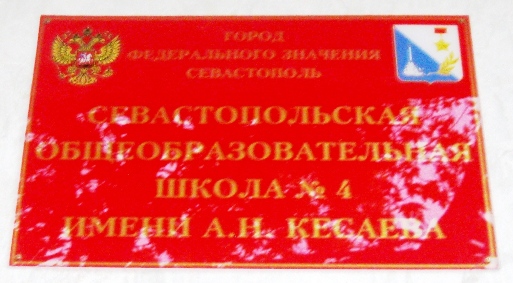 ГОРОД
ФЕДЕРАЛЬНОГО ЗНАЧЕНИЯ
СЕВАСТОПОЛЬ
СЕВАСТОПОЛЬСКАЯ
ОБЩЕОБРАЗОВАТЕЛЬНАЯ
ШКОЛА № 4
ИМЕНИ А.Н. КЕСАЕВА